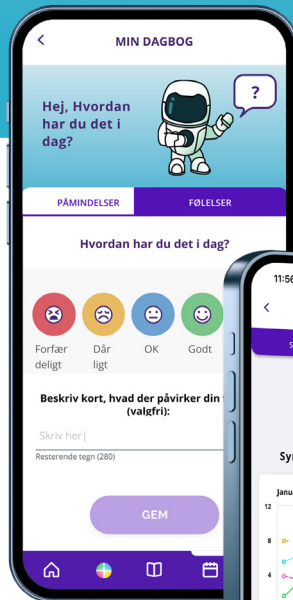 MIN DAGBOG
Hej, Hvordan
har du det i
dag?
?
PÅMINDELSER
FØLELSER
Hvordan har du det i dag?
Forfær
deligt
Dår
ligt
OK
Godt
Beskriv kort, hvad der påvirker din
(valgfri):
Skriv her
Resterende tegn (280)
GEM
11:56
12
8
4